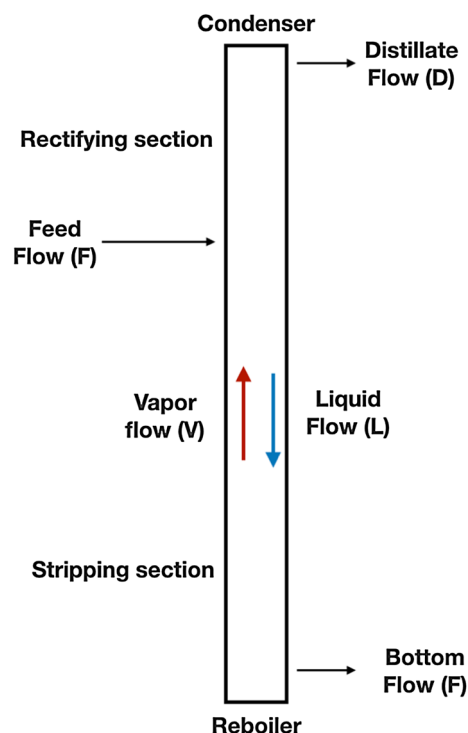 Condenser
Distillate
Flow (D)
Rectifying section
Feed
Flow (F)
Vapor
flow (V)
Liquid
Flow (L)
Stripping section
Bottom
Flow (F)
Reboiler